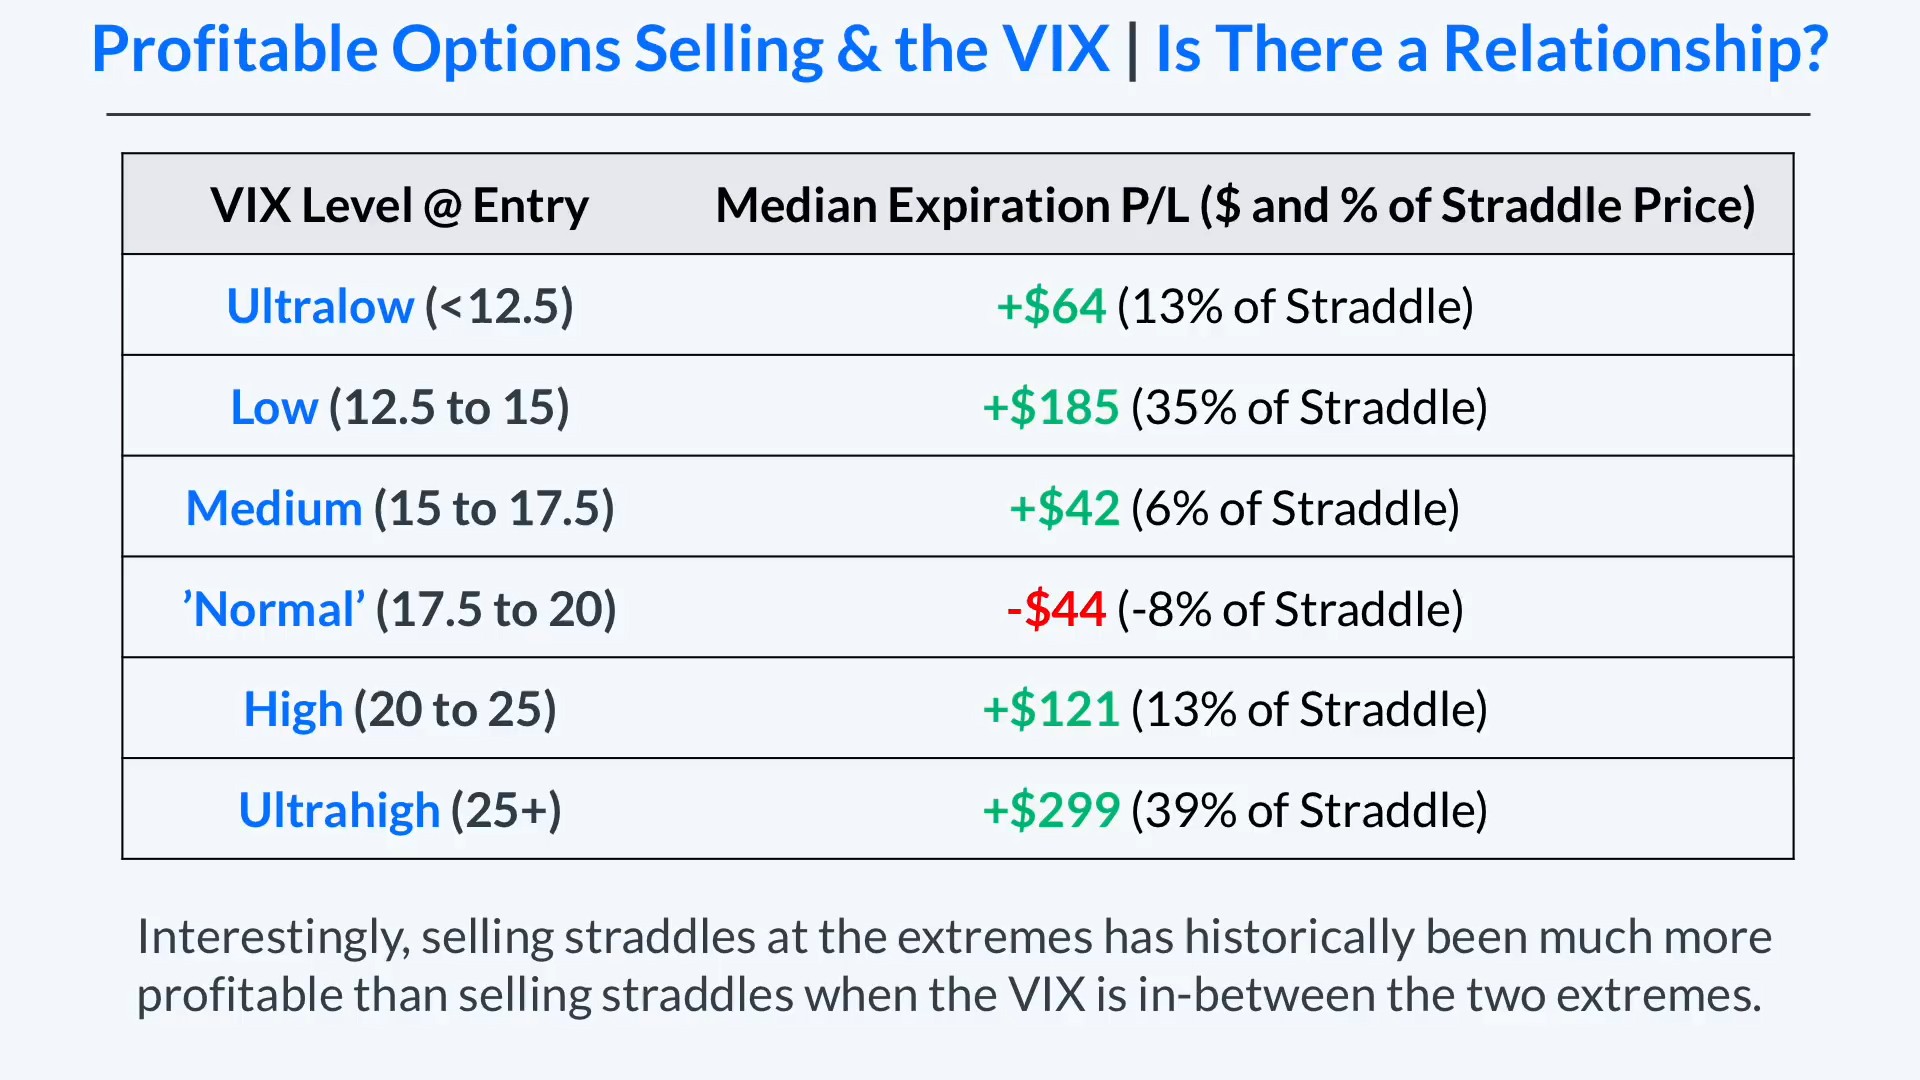 Profitable Options Selling & the VIX | Is There a Relationship?
VIX Level @ Entry Median Expiration P/L ($ and % of Straddle Price)
Ultralow (<12.5) +$64 (13% of Straddle)
Low (12.5 to 15) +$185 (35% of Straddle)
Medium (15 to 17.5) +$42 (6% of Straddle)
’Normal’ (17.5 to 20) -$44 (-8% of Straddle)
High (20 to 25) +$121 (13% of Straddle)
Ultrahigh (25+) +$299 (39% of Straddle)
Interestingly, selling straddles at the extremes has historically been much more
profitable than selling straddles when the VIX is in-between the two extremes.